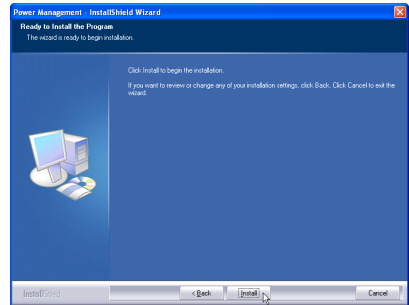 Power Management - InstallShield Wizard
Ready to Install the Program
The wizard is ready to begin installation.
Click Install to begin the installation.
If you want to review or change any of your installation settings, click Back. Click Cancel to exit the
wizard.
InstallShield
< Back
Install
Cancel